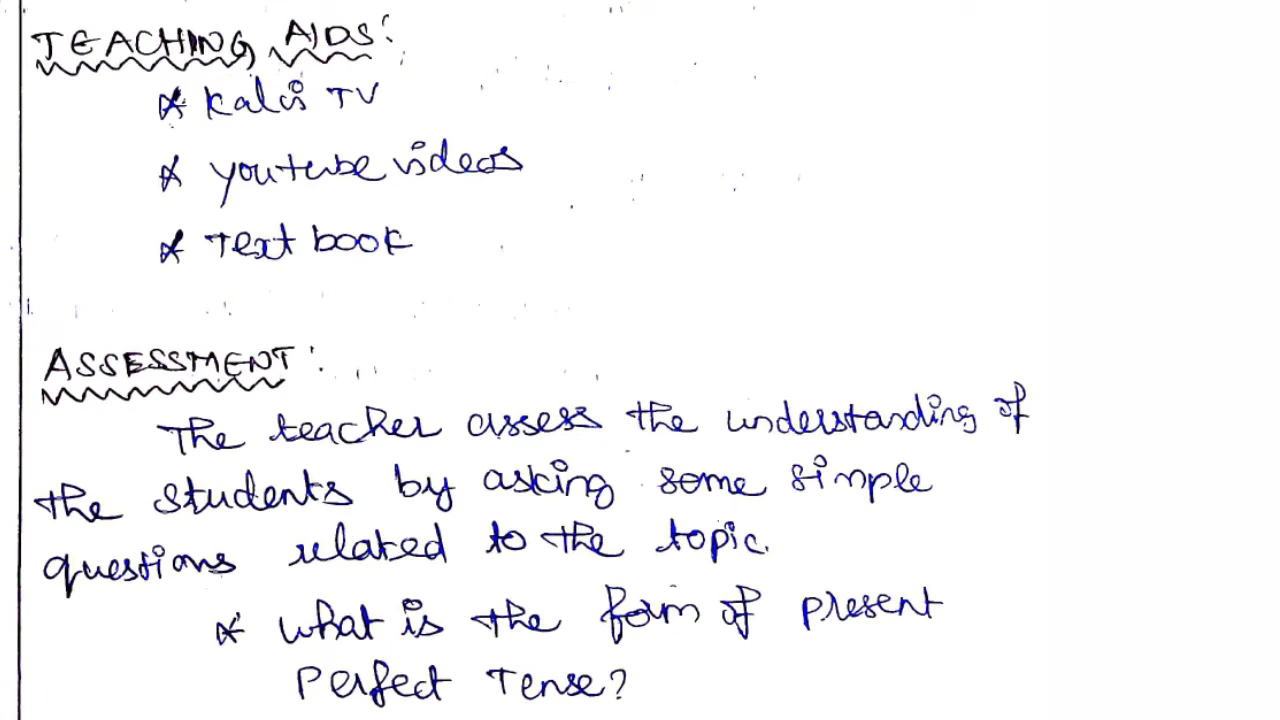 TEACHING AIDS:
* Kalvi TV
* youtube videos
* Text book
ASSESSMENT:
The teacher assess the understanding of
the students by asking some simple
questions related to the topic.
* What is the form of present
Perfect Tense?